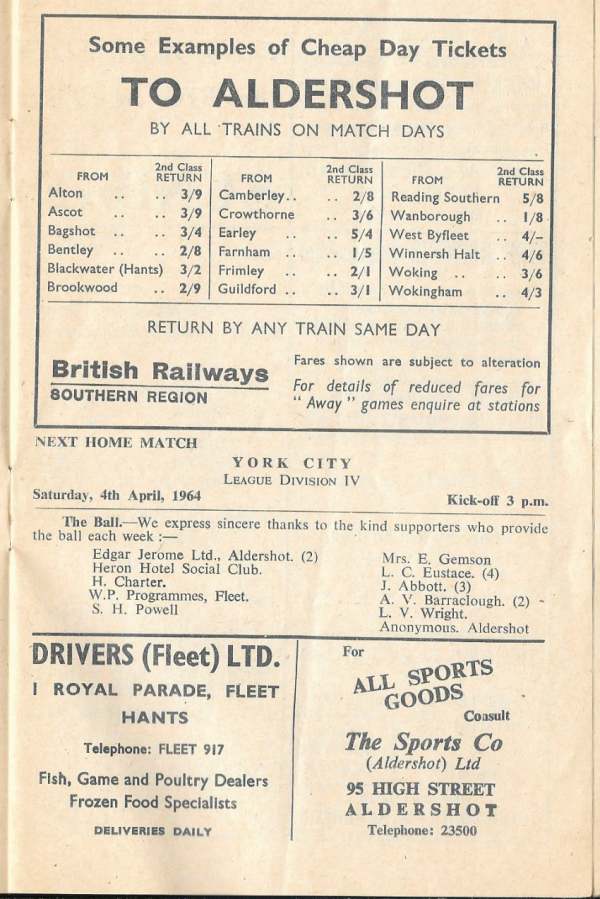 Some Examples of Cheap Day Tickets
TO ALDERSHOT
BY ALL TRAINS ON MATCH DAYS
FROM 2nd Class RETURN
Alton .. .. 3/9
Ascot .. .. 3/9
Bagshot .. .. 3/4
Bentley .. .. 2/8
Blackwater (Hants) 3/2
Brookwood .. 2/9
FROM 2nd Class RETURN
Camberley.. .. 2/8
Crowthorne .. 3/6
Earley .. .. 5/4
Farnham .. .. 1/5
Frimley .. .. 2/1
Guildford .. .. 3/1
FROM 2nd Class RETURN
Reading Southern 5/8
Wanborough .. 1/8
West Byfleet .. 4/-
Winnersh Halt .. 4/6
Woking .. .. 3/6
Wokingham .. 4/3
RETURN BY ANY TRAIN SAME DAY
British Railways
SOUTHERN REGION
Fares shown are subject to alteration
For details of reduced fares for
"Away" games enquire at stations
NEXT HOME MATCH
YORK CITY
LEAGUE DIVISION IV
Saturday, 4th April, 1964 Kick-off 3 p.m.
The Ball.—We express sincere thanks to the kind supporters who provide
the ball each week :—
Edgar Jerome Ltd., Aldershot. (2)
Heron Hotel Social Club.
H. Charter.
W.P. Programmes, Fleet.
S. H. Powell
Mrs. E. Gemson
L. C. Eustace. (4)
J. Abbott. (3)
A. V. Barraclough. (2)
L. V. Wright.
Anonymous. Aldershot
DRIVERS (Fleet) LTD.
1 ROYAL PARADE, FLEET
HANTS
Telephone: FLEET 917
Fish, Game and Poultry Dealers
Frozen Food Specialists
DELIVERIES DAILY
For
ALL SPORTS
GOODS
Consult
The Sports Co
(Aldershot) Ltd
95 HIGH STREET
ALDERSHOT
Telephone: 23500